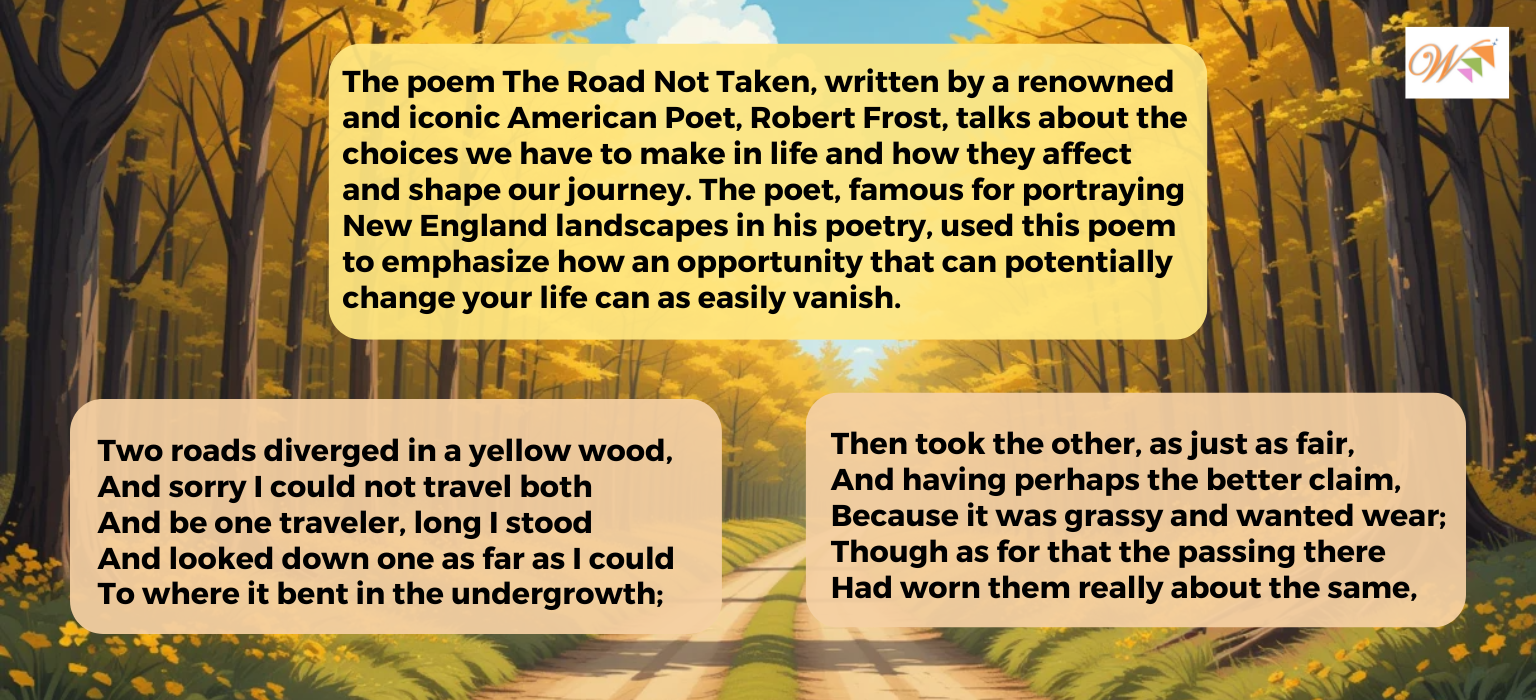 The poem The Road Not Taken, written by a renowned
and iconic American Poet, Robert Frost, talks about the
choices we have to make in life and how they affect
and shape our journey. The poet, famous for portraying
New England landscapes in his poetry, used this poem
to emphasize how an opportunity that can potentially
change your life can as easily vanish.
Two roads diverged in a yellow wood,
And sorry I could not travel both
And be one traveler, long I stood
And looked down one as far as I could
To where it bent in the undergrowth;
Then took the other, as just as fair,
And having perhaps the better claim,
Because it was grassy and wanted wear;
Though as for that the passing there
Had worn them really about the same,
W